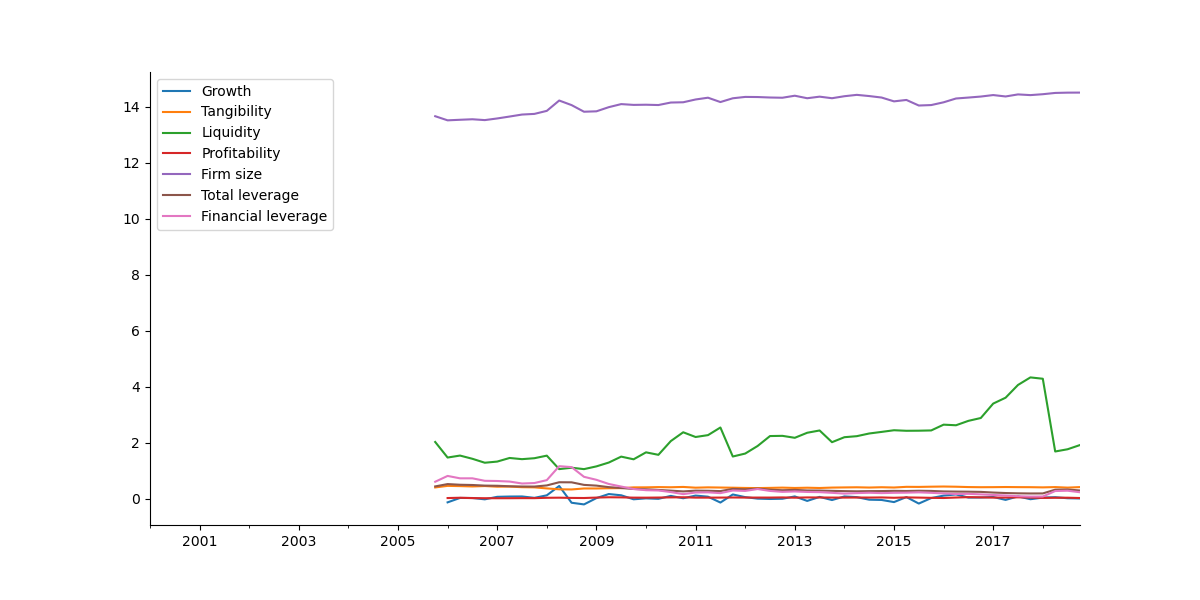 Growth
Tangibility
Liquidity
Profitability
Firm size
Total leverage
Financial leverage
14
12
10
8
6
4
2
0
2001 2003 2005 2007 2009 2011 2013 2015 2017